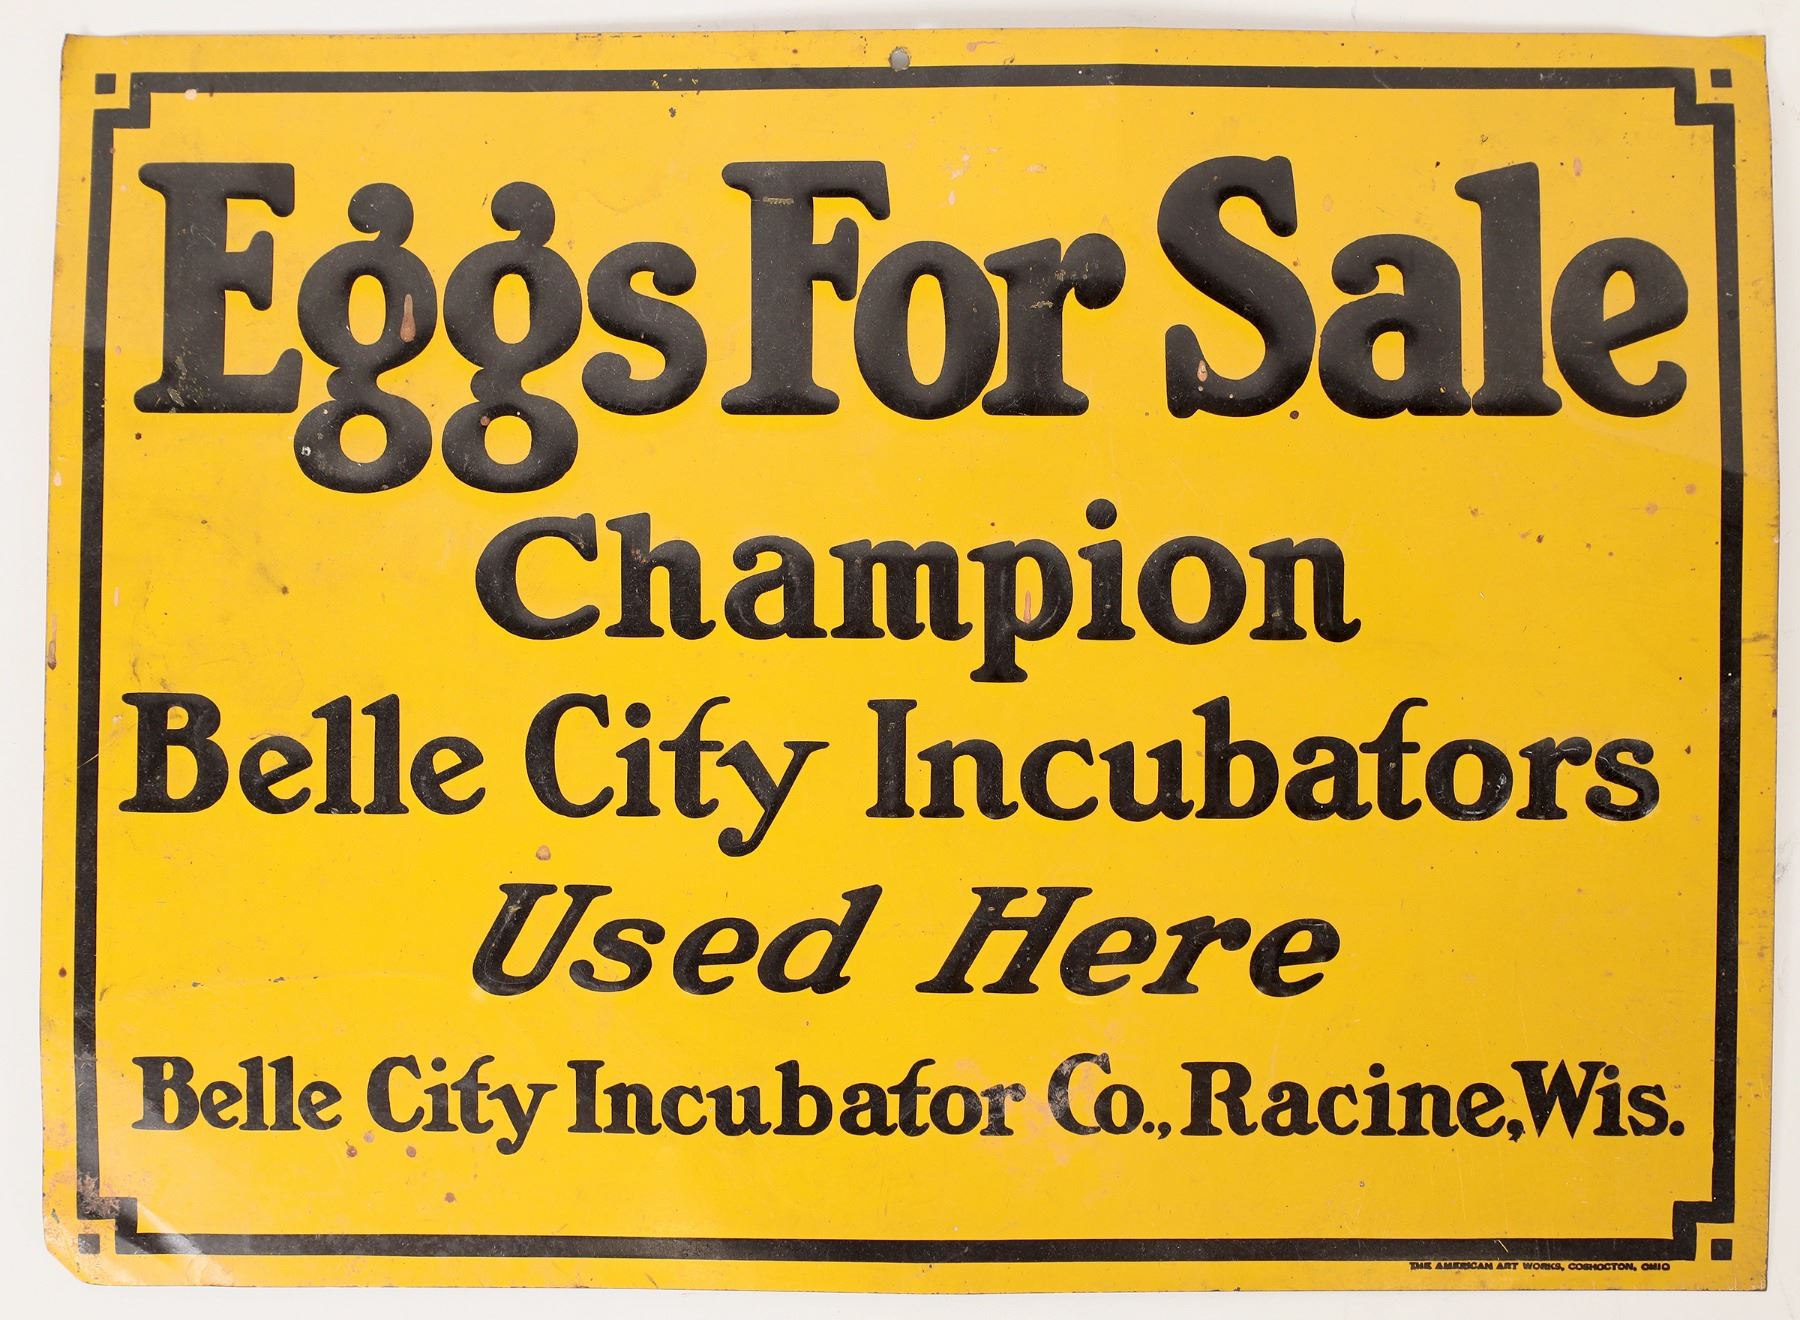 Eggs For Sale
Champion
Belle City Incubators
Used Here
Belle City Incubator Co., Racine, Wis.
THE AMERICAN ART WORKS, COSHOCTON, OHIO